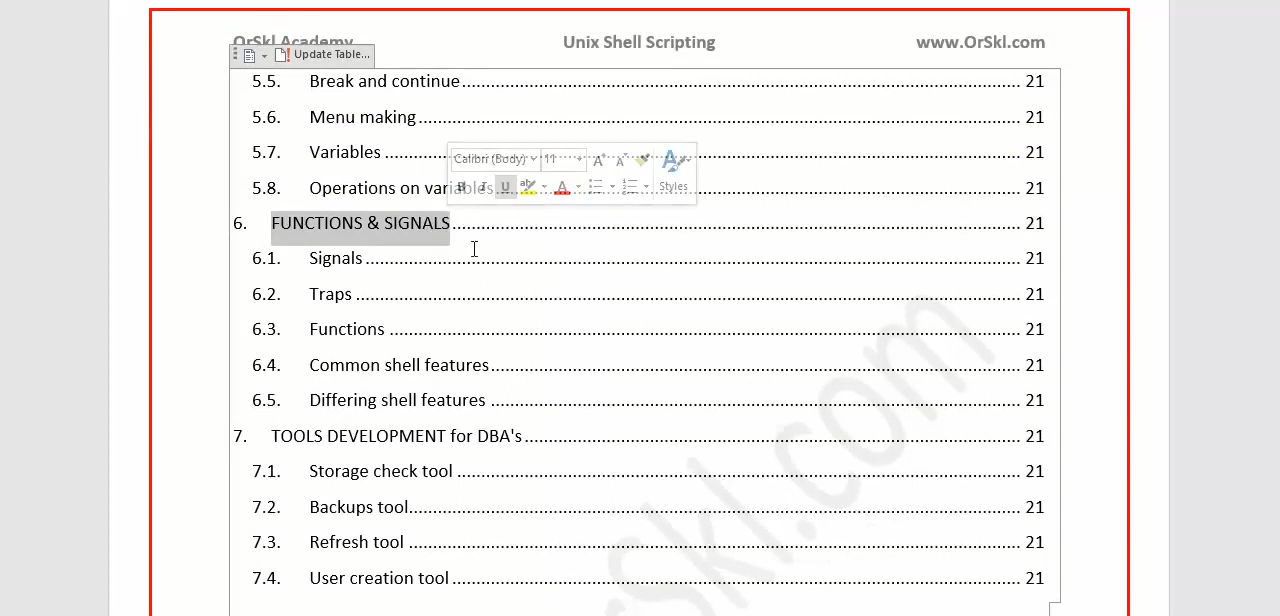 OrSkl Academy Unix Shell Scripting www.OrSkl.com
Update Table...
5.5. Break and continue 21
5.6. Menu making 21
5.7. Variables 21
Calibri (Body) 11
5.8. Operations on variables 21
B I U ab A Styles
6. FUNCTIONS & SIGNALS 21
6.1. Signals 21
6.2. Traps 21
6.3. Functions 21
6.4. Common shell features 21
6.5. Differing shell features 21
7. TOOLS DEVELOPMENT for DBA's 21
7.1. Storage check tool 21
7.2. Backups tool 21
7.3. Refresh tool 21
7.4. User creation tool 21
rskl.com